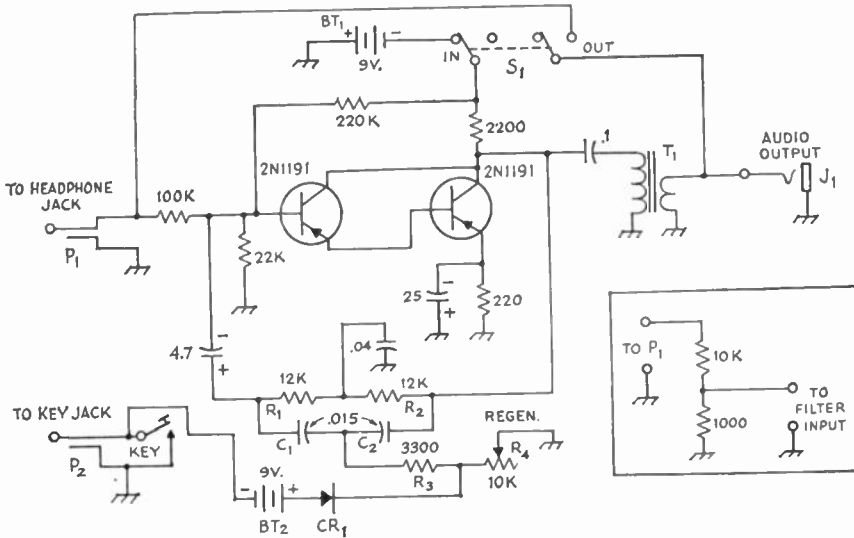 BT1
+
-
9V.
IN
S1
OUT
220K
2200
2N1191
2N1191
.1
T1
AUDIO
OUTPUT
J1
TO HEADPHONE
JACK
P1
100K
22K
-
25
+
220
-
4.7
+
.04
12K
12K
R1
R2
.015
C1
C2
REGEN.
R4
10K
3300
R3
TO KEY JACK
P2
KEY
9V.
-
+
BT2
CR1
TO P1
10K
1000
TO
FILTER
INPUT